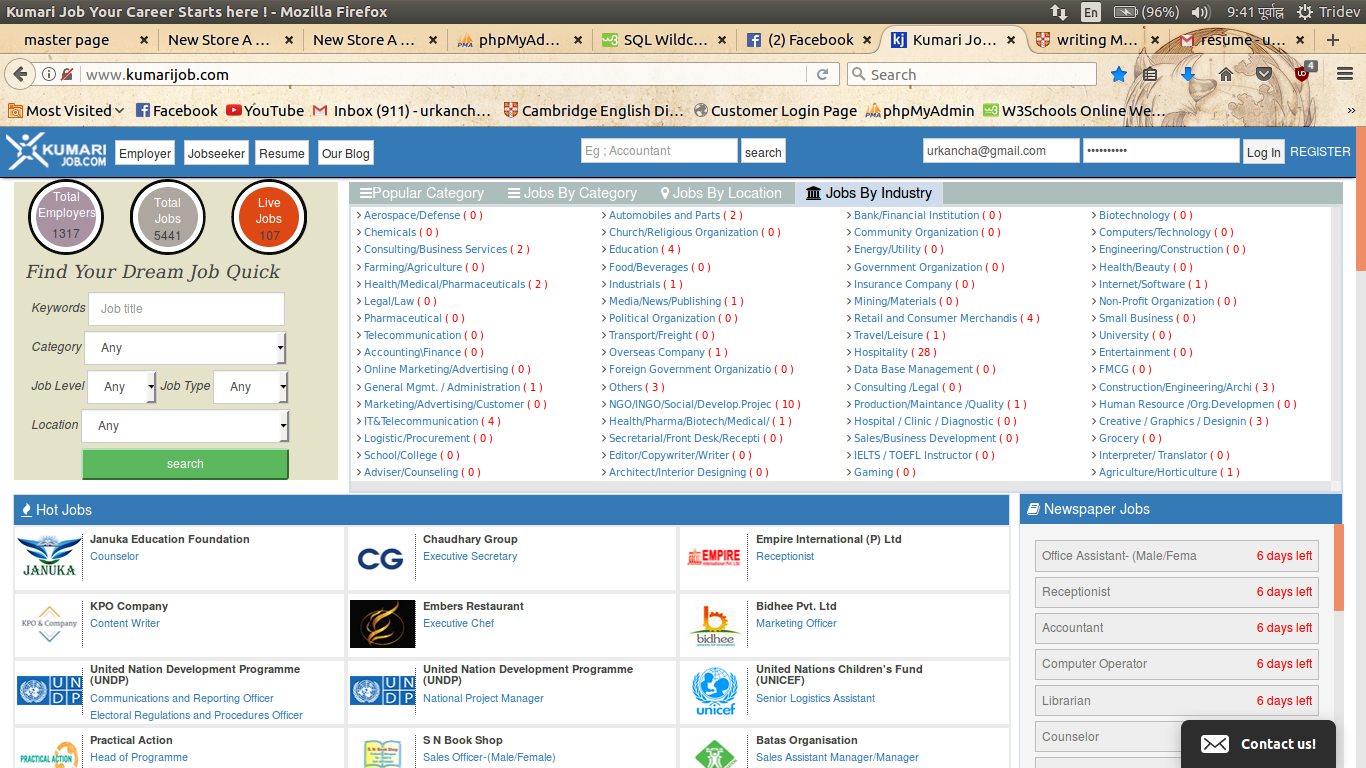 Kumari Job Your Career Starts here ! - Mozilla Firefox
En (96%) 9:41 पूर्वाह्न Tridev
master page × New Store A ... × New Store A ... × phpMyAd... × SQL Wildc... × (2) Facebook × Kumari Jo... × writing M... × resume - u... × +
www.kumarijob.com Search 4
Most Visited Facebook YouTube Inbox (911) - urkanch... Cambridge English Di... Customer Login Page phpMyAdmin W3Schools Online We... »
KUMARI JOB.COM Employer Jobseeker Resume Our Blog Eg ; Accountant search urkancha@gmail.com •••••••••• Log In REGISTER
Total Employers 1317
Total Jobs 5441
Live Jobs 107
Find Your Dream Job Quick
Keywords Job title
Category Any
Job Level Any Job Type Any
Location Any
search
Popular Category Jobs By Category Jobs By Location Jobs By Industry
Aerospace/Defense ( 0 ) Automobiles and Parts ( 2 ) Bank/Financial Institution ( 0 ) Biotechnology ( 0 )
Chemicals ( 0 ) Church/Religious Organization ( 0 ) Community Organization ( 0 ) Computers/Technology ( 0 )
Consulting/Business Services ( 2 ) Education ( 4 ) Energy/Utility ( 0 ) Engineering/Construction ( 0 )
Farming/Agriculture ( 0 ) Food/Beverages ( 0 ) Government Organization ( 0 ) Health/Beauty ( 0 )
Health/Medical/Pharmaceuticals ( 2 ) Industrials ( 1 ) Insurance Company ( 0 ) Internet/Software ( 1 )
Legal/Law ( 0 ) Media/News/Publishing ( 1 ) Mining/Materials ( 0 ) Non-Profit Organization ( 0 )
Pharmaceutical ( 0 ) Political Organization ( 0 ) Retail and Consumer Merchandis ( 4 ) Small Business ( 0 )
Telecommunication ( 0 ) Transport/Freight ( 0 ) Travel/Leisure ( 1 ) University ( 0 )
Accounting\Finance ( 0 ) Overseas Company ( 1 ) Hospitality ( 28 ) Entertainment ( 0 )
Online Marketing/Advertising ( 0 ) Foreign Government Organizatio ( 0 ) Data Base Management ( 0 ) FMCG ( 0 )
General Mgmt. / Administration ( 1 ) Others ( 3 ) Consulting /Legal ( 0 ) Construction/Engineering/Archi ( 3 )
Marketing/Advertising/Customer ( 0 ) NGO/INGO/Social/Develop.Projec ( 10 ) Production/Maintance /Quality ( 1 ) Human Resource /Org.Developmen ( 0 )
IT&Telecommunication ( 4 ) Health/Pharma/Biotech/Medical/ ( 1 ) Hospital / Clinic / Diagnostic ( 0 ) Creative / Graphics / Designin ( 3 )
Logistic/Procurement ( 0 ) Secretarial/Front Desk/Recepti ( 0 ) Sales/Business Development ( 0 ) Grocery ( 0 )
School/College ( 0 ) Editor/Copywriter/Writer ( 0 ) IELTS / TOEFL Instructor ( 0 ) Interpreter/ Translator ( 0 )
Adviser/Counseling ( 0 ) Architect/Interior Designing ( 0 ) Gaming ( 0 ) Agriculture/Horticulture ( 1 )
Hot Jobs
JANUKA Januka Education Foundation
Counselor
CG Chaudhary Group
Executive Secretary
EMPIRE International Pvt. Ltd Empire International (P) Ltd
Receptionist
KPO & Company KPO Company
Content Writer
Embers Restaurant
Executive Chef
bidhee Bidhee Pvt. Ltd
Marketing Officer
UNDP United Nation Development Programme
(UNDP)
Communications and Reporting Officer
Electoral Regulations and Procedures Officer
UNDP United Nation Development Programme
(UNDP)
National Project Manager
unicef United Nations Children's Fund
(UNICEF)
Senior Logistics Assistant
PRACTICAL ACTION Practical Action
Head of Programme
S N Book Shop S N Book Shop
Sales Officer-(Male/Female)
Batas Organisation
Sales Assistant Manager/Manager
Newspaper Jobs
Office Assistant- (Male/Fema 6 days left
Receptionist 6 days left
Accountant 6 days left
Computer Operator 6 days left
Librarian 6 days left
Counselor
Contact us!